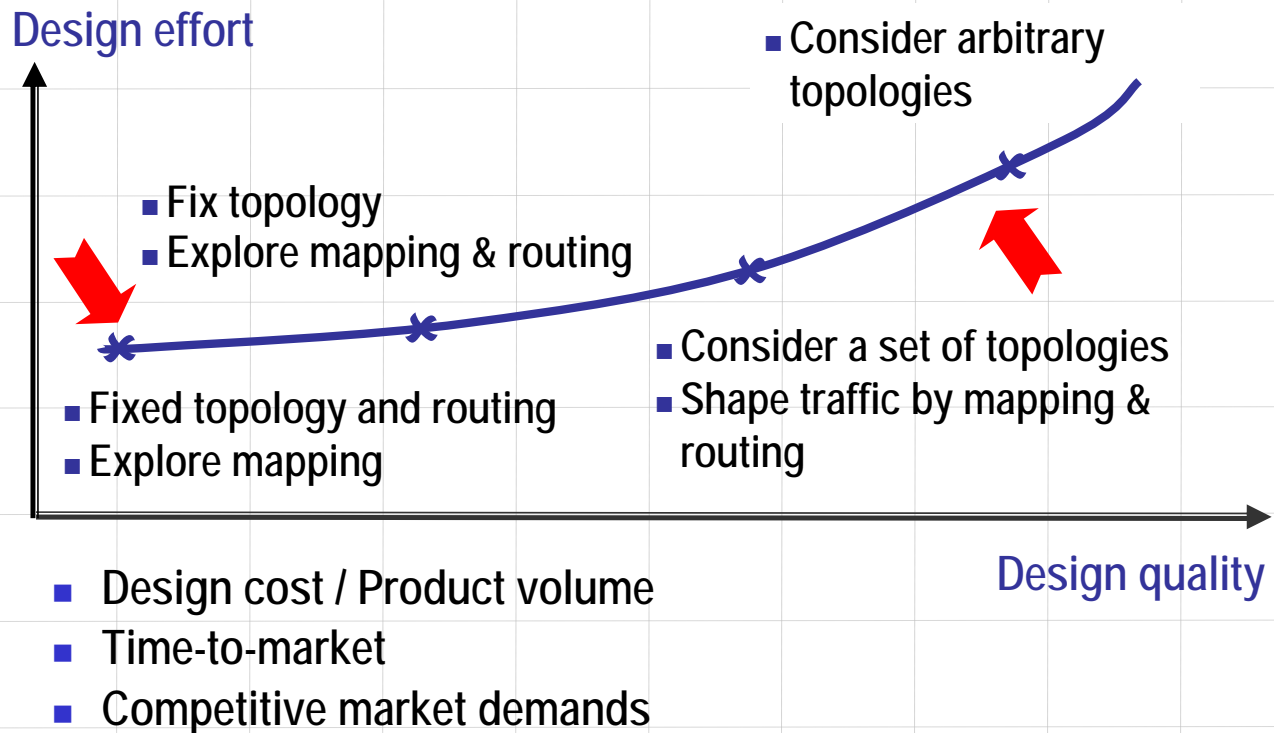 Design effort
■ Consider arbitrary
topologies
■ Fix topology
■ Explore mapping & routing
■ Consider a set of topologies
■ Shape traffic by mapping &
routing
■ Fixed topology and routing
■ Explore mapping
Design quality
■ Design cost / Product volume
■ Time-to-market
■ Competitive market demands